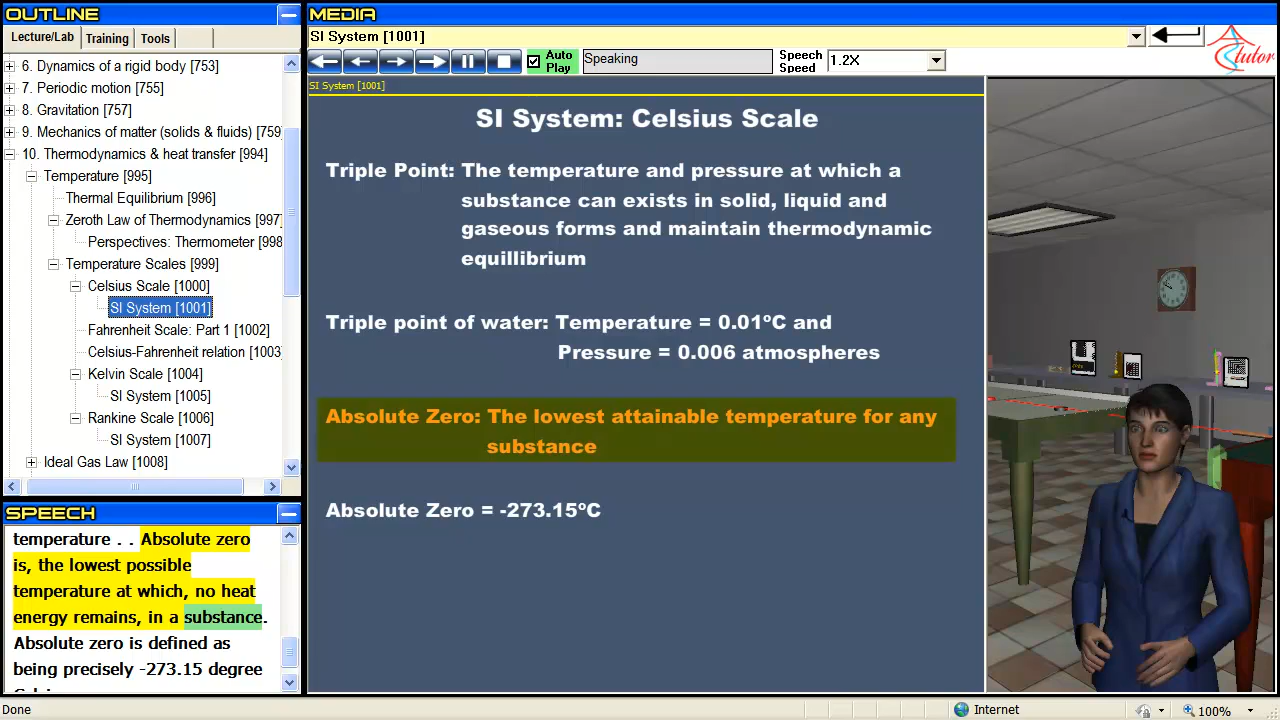 OUTLINE
Lecture/Lab Training Tools
6. Dynamics of a rigid body [753]
7. Periodic motion [755]
8. Gravitation [757]
9. Mechanics of matter (solids & fluids) [759
10. Thermodynamics & heat transfer [994]
Temperature [995]
Thermal Equilibrium [996]
Zeroth Law of Thermodynamics [997
Perspectives: Thermometer [998
Temperature Scales [999]
Celsius Scale [1000]
SI System [1001]
Fahrenheit Scale: Part 1 [1002]
Celsius-Fahrenheit relation [1003
Kelvin Scale [1004]
SI System [1005]
Rankine Scale [1006]
SI System [1007]
Ideal Gas Law [1008]
SPEECH
temperature . . Absolute zero
is, the lowest possible
temperature at which, no heat
energy remains, in a substance.
Absolute zero is defined as
being precisely -273.15 degree
MEDIA
SI System [1001]
Auto
Play
Speaking
Speech
Speed
1.2X
SI System [1001]
SI System: Celsius Scale
Triple Point: The temperature and pressure at which a
substance can exists in solid, liquid and
gaseous forms and maintain thermodynamic
equillibrium
Triple point of water: Temperature = 0.01ºC and
Pressure = 0.006 atmospheres
Absolute Zero: The lowest attainable temperature for any
substance
Absolute Zero = -273.15ºC
Done
Internet
100%